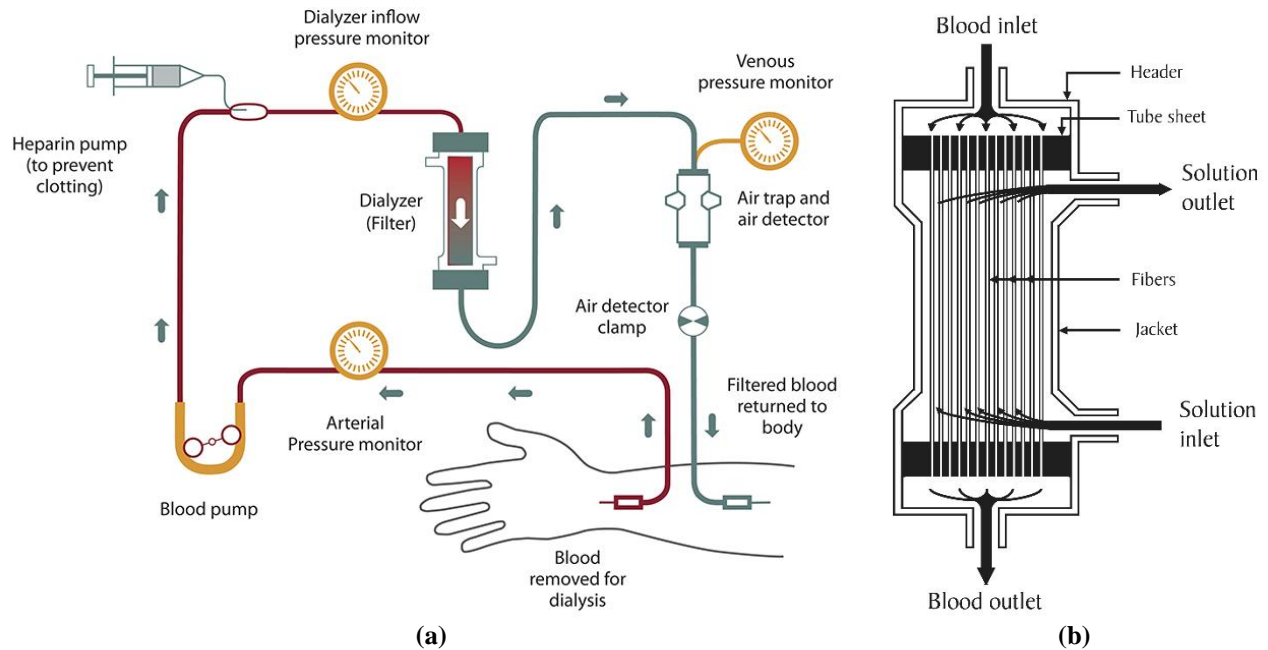 Dialyzer inflow
pressure monitor
Venous
pressure monitor
Heparin pump
(to prevent
clotting)
Dialyzer
(Filter)
Air trap and
air detector
Air detector
clamp
Arterial
Pressure monitor
Filtered blood
returned to
body
Blood pump
Blood
removed for
dialysis
(a)
Blood inlet
Header
Tube sheet
Solution
outlet
Fibers
Jacket
Solution
inlet
Blood outlet
(b)